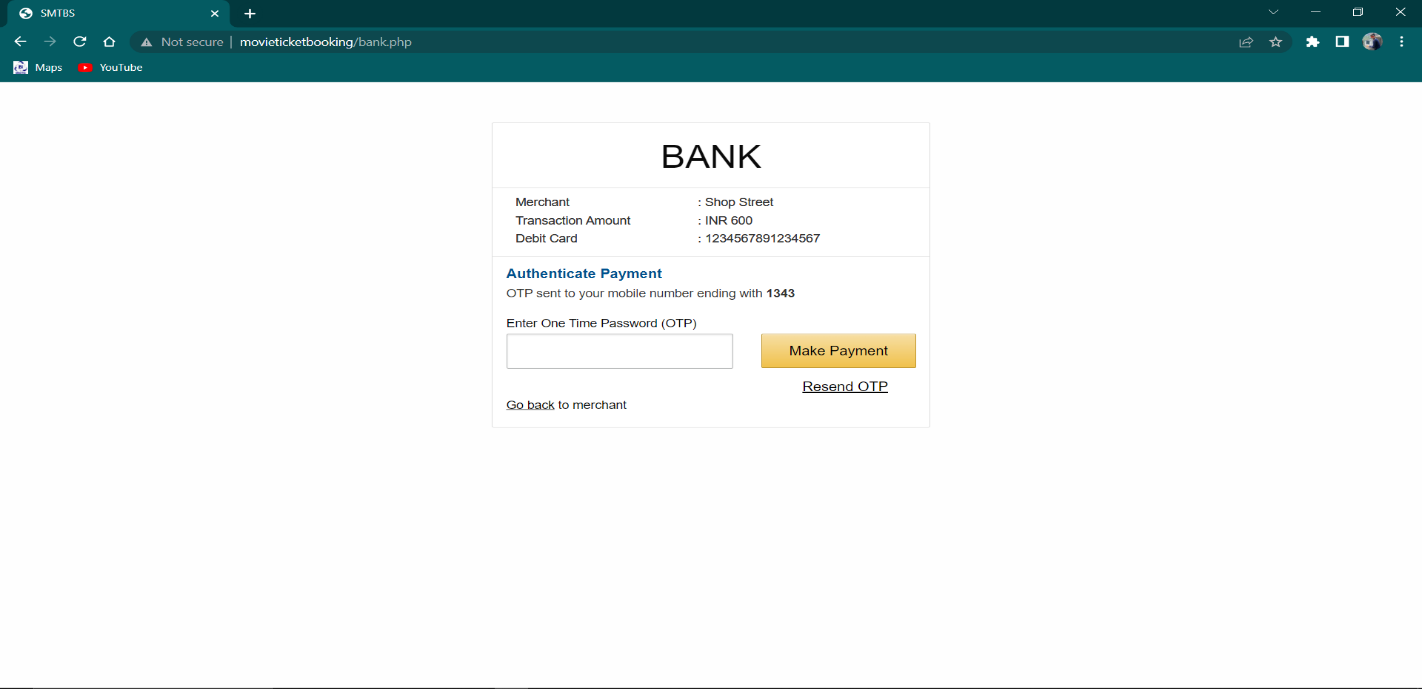 SMTBS
Not secure | movieticketbooking/bank.php
Maps YouTube
BANK
Merchant : Shop Street
Transaction Amount : INR 600
Debit Card : 1234567891234567
Authenticate Payment
OTP sent to your mobile number ending with 1343
Enter One Time Password (OTP)
Make Payment
Resend OTP
Go back to merchant